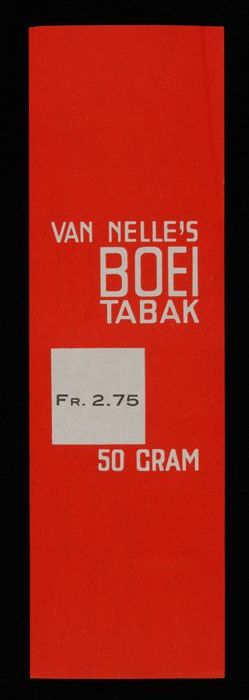 VAN NELLE'S
BOEI
TABAK
FR. 2.75
50 GRAM